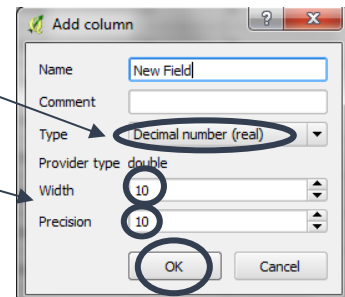 Add column
Name New Field
Comment
Type Decimal number (real)
Provider type double
Width 10
Precision 10
OK Cancel